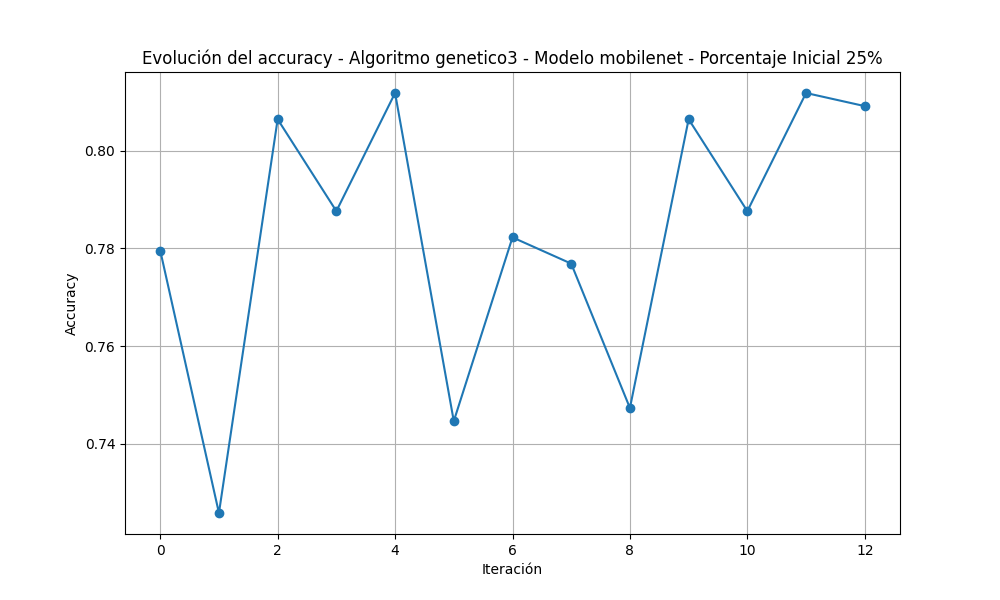 Evolución del accuracy - Algoritmo genetico3 - Modelo mobilenet - Porcentaje Inicial 25%
Accuracy
0.80
0.78
0.76
0.74
0 2 4 6 8 10 12
Iteración